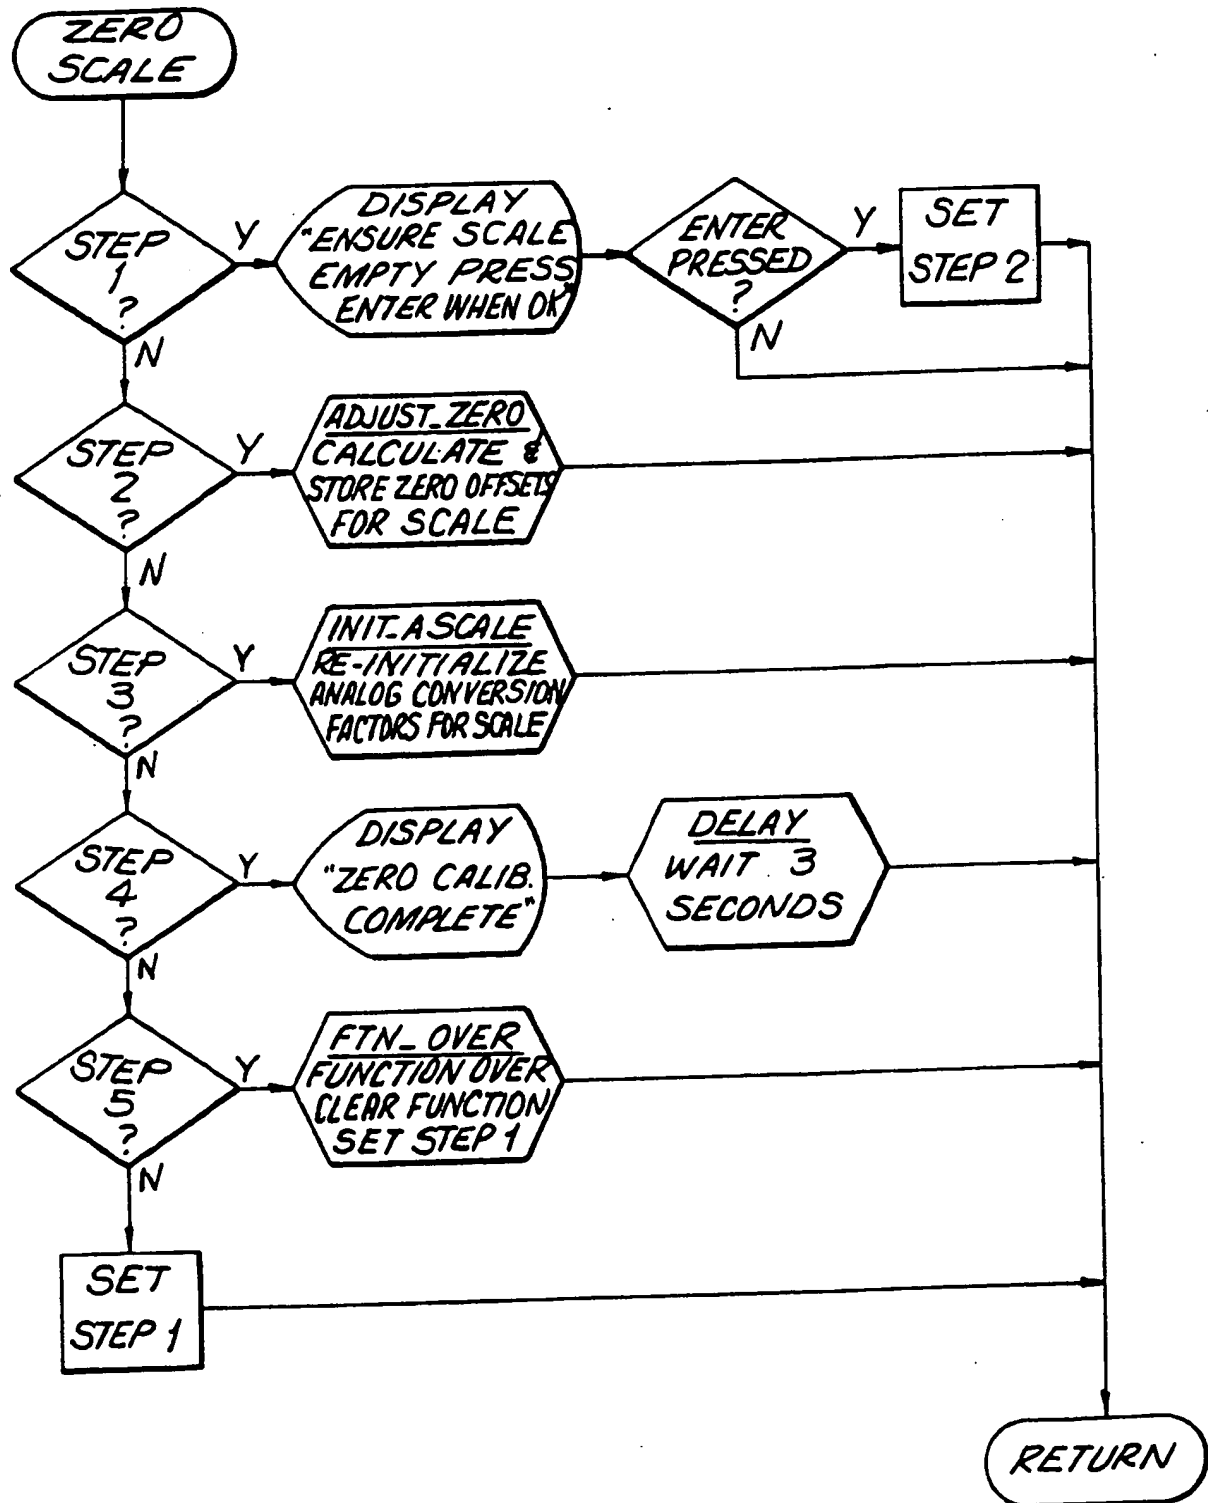 ZERO
SCALE
STEP
1
?
Y
N
DISPLAY
"ENSURE SCALE
EMPTY PRESS
ENTER WHEN OK"
ENTER
PRESSED
?
Y
N
SET
STEP 2
STEP
2
?
Y
N
ADJUST_ZERO
CALCULATE &
STORE ZERO OFFSETS
FOR SCALE
STEP
3
?
Y
N
INIT_ASCALE
RE-INITIALIZE
ANALOG CONVERSION
FACTORS FOR SCALE
STEP
4
?
Y
N
DISPLAY
"ZERO CALIB.
COMPLETE"
DELAY
WAIT 3
SECONDS
STEP
5
?
Y
N
FTN_OVER
FUNCTION OVER
CLEAR FUNCTION
SET STEP 1
SET
STEP 1
RETURN